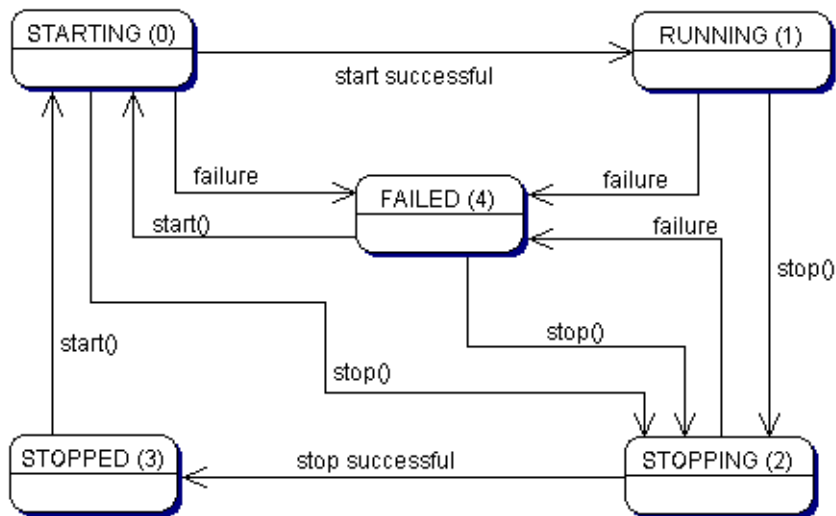 STARTING (0)
RUNNING (1)
start successful
failure
FAILED (4)
failure
start()
failure
stop()
stop()
start()
stop()
STOPPED (3)
stop successful
STOPPING (2)